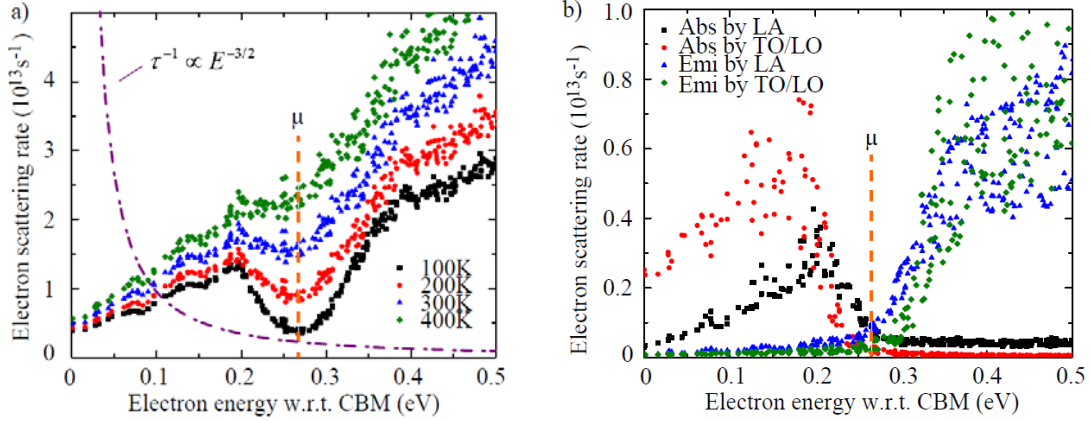 a)
Electron scattering rate (10¹³s⁻¹)
5
4
3
2
1
0
τ⁻¹ ∝ E⁻³/²
μ
100K
200K
300K
400K
0 0.1 0.2 0.3 0.4 0.5
Electron energy w.r.t. CBM (eV)
b)
Electron scattering rate (10¹³s⁻¹)
1.0
0.8
0.6
0.4
0.2
0
Abs by LA
Abs by TO/LO
Emi by LA
Emi by TO/LO
μ
0 0.1 0.2 0.3 0.4 0.5
Electron energy w.r.t. CBM (eV)